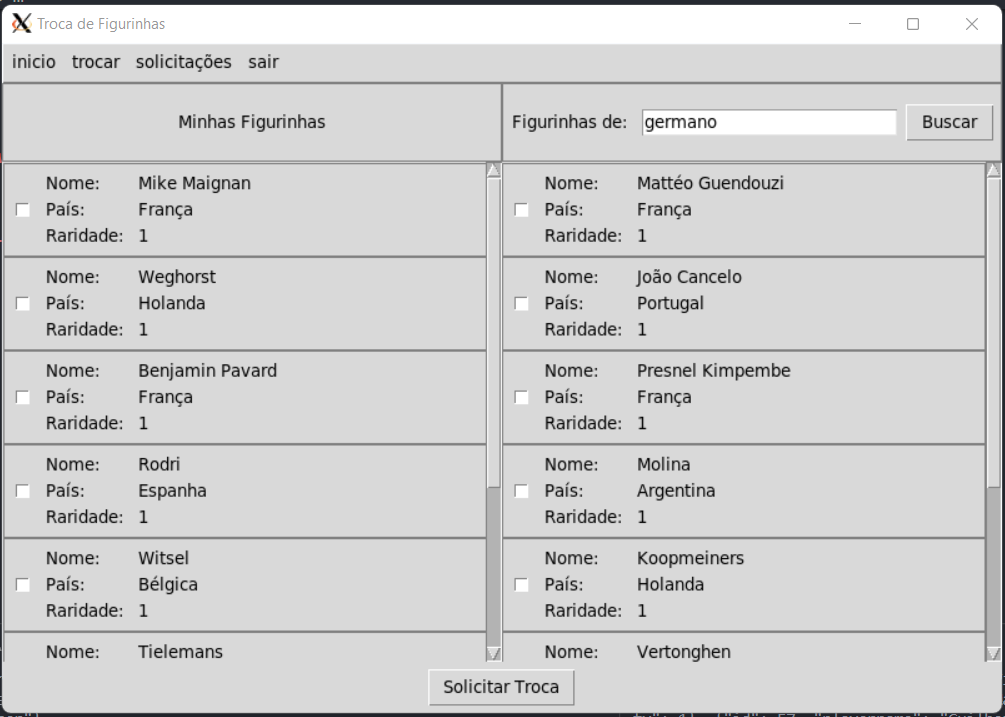 Troca de Figurinhas
inicio trocar solicitações sair
Minhas Figurinhas
Figurinhas de: germano Buscar
Nome: Mike Maignan
País: França
Raridade: 1
Nome: Weghorst
País: Holanda
Raridade: 1
Nome: Benjamin Pavard
País: França
Raridade: 1
Nome: Rodri
País: Espanha
Raridade: 1
Nome: Witsel
País: Bélgica
Raridade: 1
Nome: Tielemans
Nome: Mattéo Guendouzi
País: França
Raridade: 1
Nome: João Cancelo
País: Portugal
Raridade: 1
Nome: Presnel Kimpembe
País: França
Raridade: 1
Nome: Molina
País: Argentina
Raridade: 1
Nome: Koopmeiners
País: Holanda
Raridade: 1
Nome: Vertonghen
Solicitar Troca